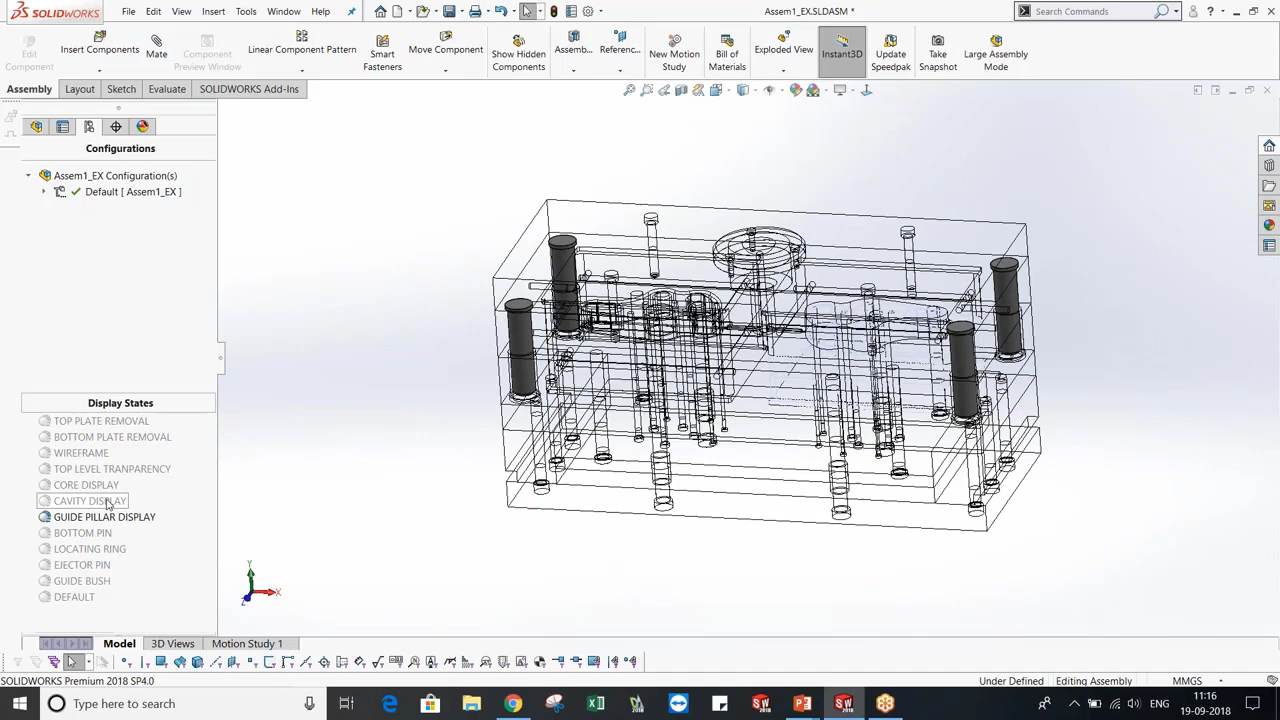 SOLIDWORKS File Edit View Insert Tools Window Help Assem1_EX.SLDASM * Search Commands
Edit Component Insert Components Mate Component Preview Window Linear Component Pattern Smart Fasteners Move Component Show Hidden Components Assemb... Referenc... New Motion Study Bill of Materials Exploded View Instant3D Update Speedpak Take Snapshot Large Assembly Mode
Assembly Layout Sketch Evaluate SOLIDWORKS Add-Ins
Configurations
Assem1_EX Configuration(s)
Default [ Assem1_EX ]
Display States
TOP PLATE REMOVAL
BOTTOM PLATE REMOVAL
WIREFRAME
TOP LEVEL TRANPARENCY
CORE DISPLAY
CAVITY DISPLAY
GUIDE PILLAR DISPLAY
BOTTOM PIN
LOCATING RING
EJECTOR PIN
GUIDE BUSH
DEFAULT
Y
X
Z
Model 3D Views Motion Study 1
SOLIDWORKS Premium 2018 SP4.0 Under Defined Editing Assembly MMGS
Type here to search ENG 11:16
19-09-2018